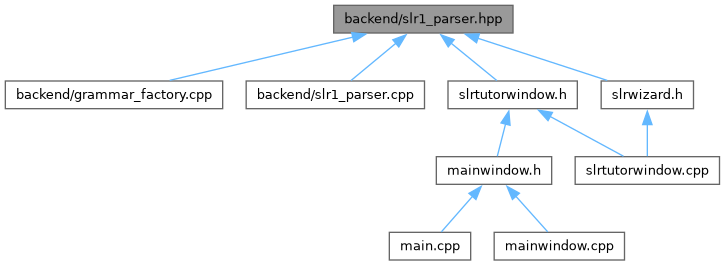 backend/slr1_parser.hpp
backend/grammar_factory.cpp
backend/slr1_parser.cpp
slrtutorwindow.h
slrwizard.h
mainwindow.h
slrtutorwindow.cpp
main.cpp
mainwindow.cpp